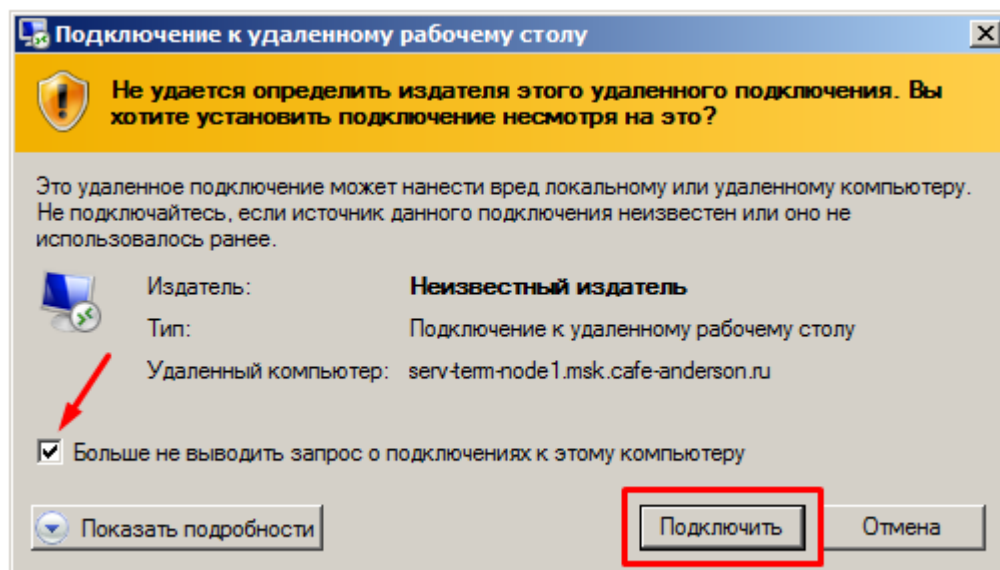 Подключение к удаленному рабочему столу
Не удается определить издателя этого удаленного подключения. Вы
хотите установить подключение несмотря на это?
Это удаленное подключение может нанести вред локальному или удаленному компьютеру.
Не подключайтесь, если источник данного подключения неизвестен или оно не
использовалось ранее.
Издатель: Неизвестный издатель
Тип: Подключение к удаленному рабочему столу
Удаленный компьютер: serv-term-node1.msk.cafe-anderson.ru
Больше не выводить запрос о подключениях к этому компьютеру
Показать подробности Подключить Отмена